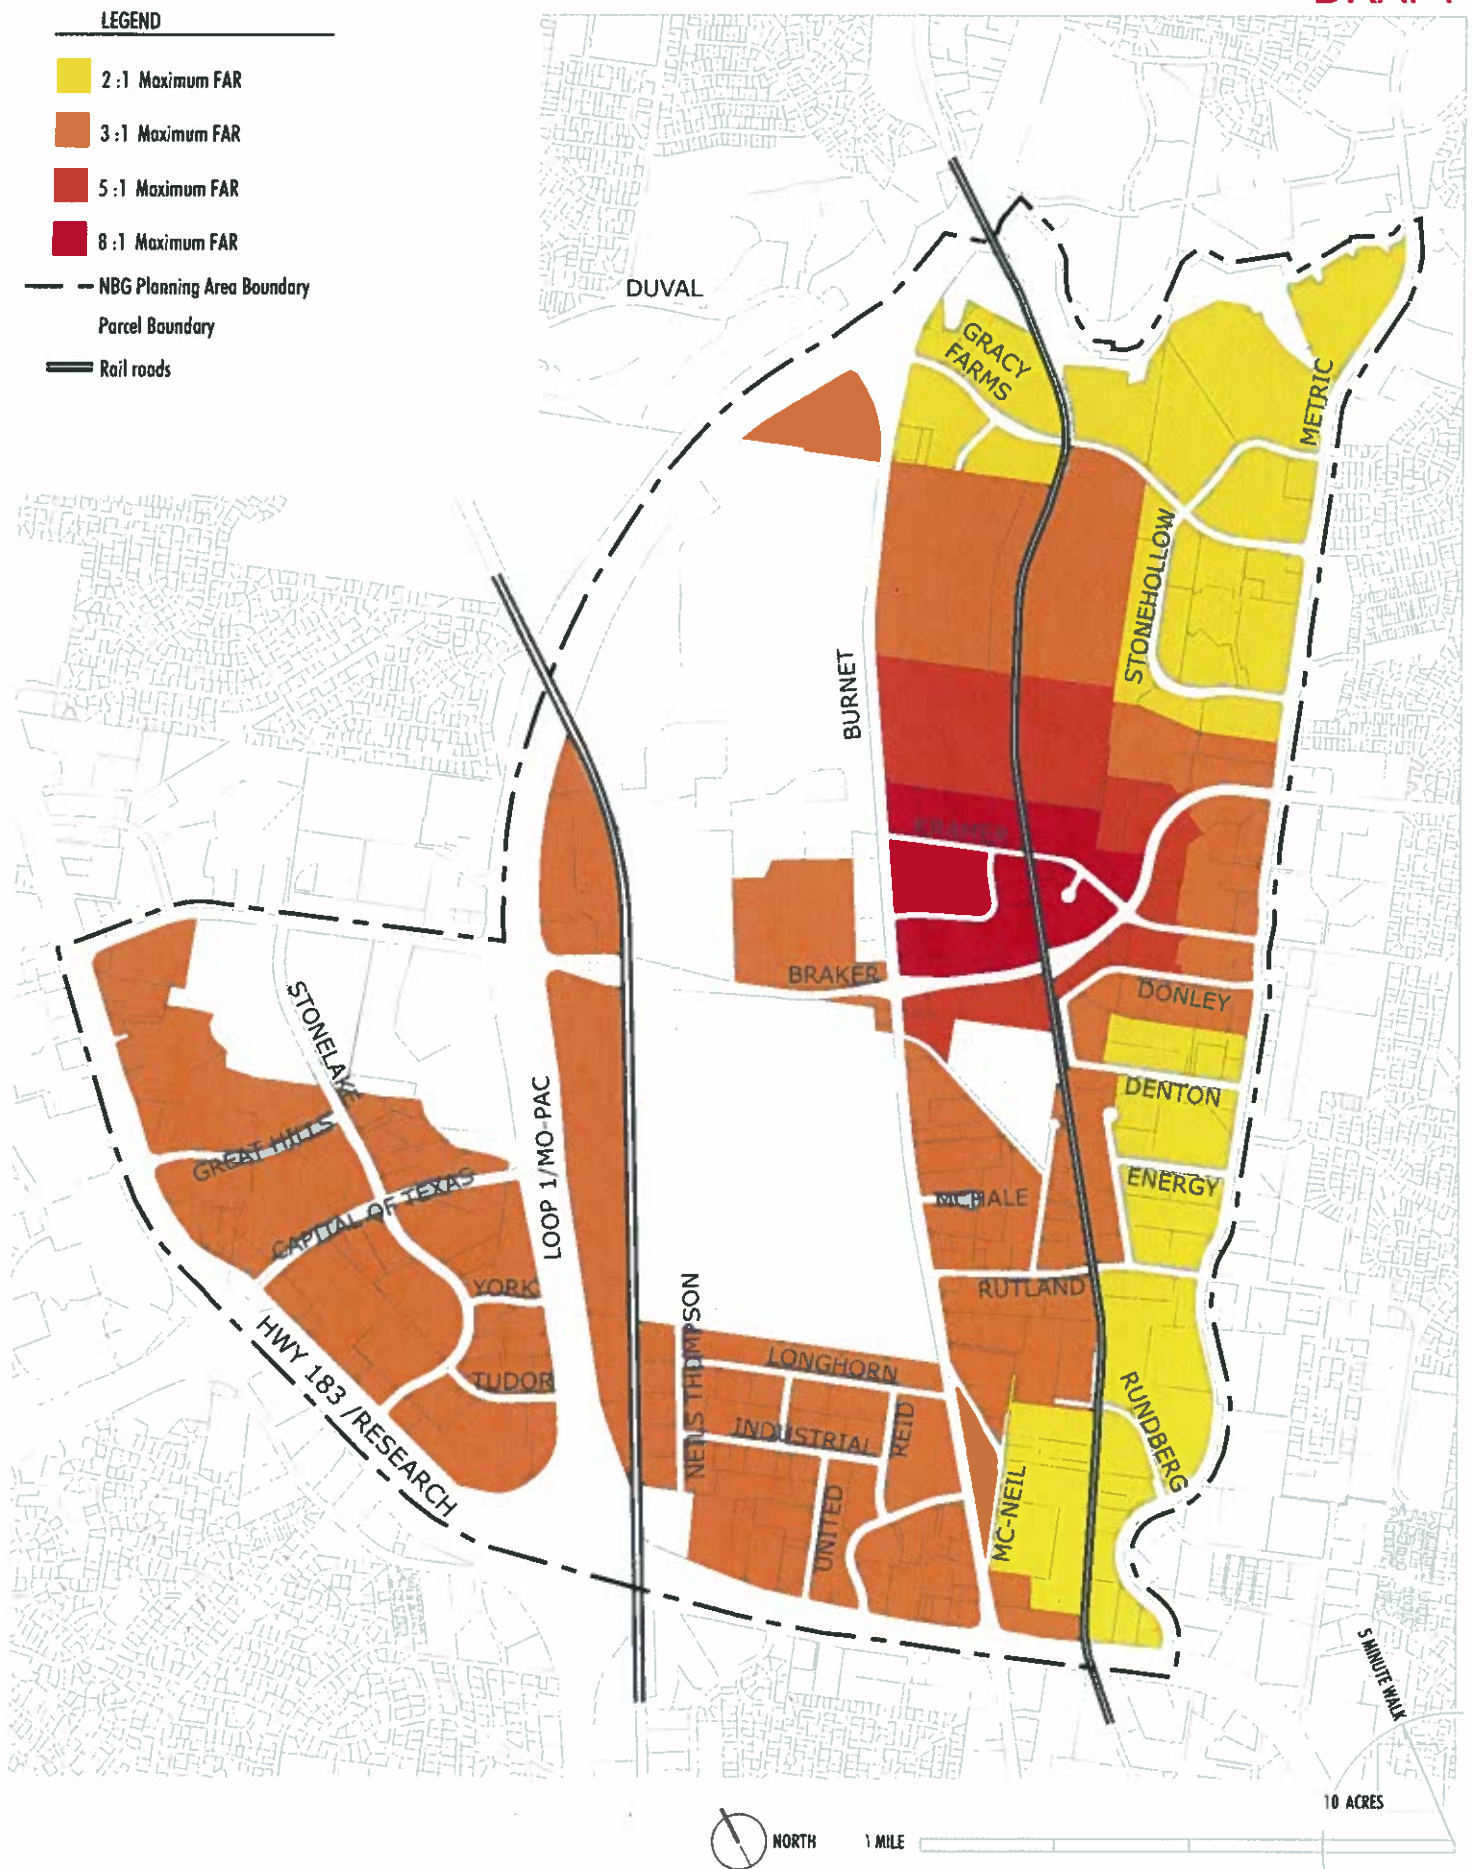 LEGEND
2 :1 Maximum FAR
3 :1 Maximum FAR
5 :1 Maximum FAR
8 :1 Maximum FAR
NBG Planning Area Boundary
Parcel Boundary
Rail roads
DUVAL
GRACY
FARMS
METRIC
STONEHOLLOW
BURNET
KRAMER
BRAKER
DONLEY
STONELAKE
DENTON
LOOP 1/MO-PAC
GREAT HILLS
ENERGY
CAPITAL OF TEXAS
MCHALE
YORK
RUTLAND
NEILS THOMPSON
HWY 183 /RESEARCH
LONGHORN
TUDOR
RUNDBERG
REID
INDUSTRIAL
MC-NEIL
UNITED
5 MINUTE WALK
10 ACRES
NORTH
1 MILE